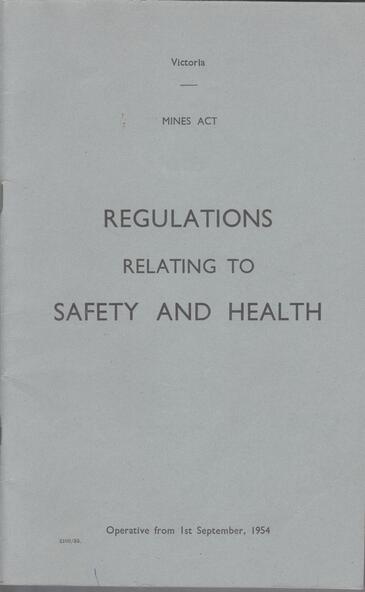 Victoria
MINES ACT
REGULATIONS
RELATING TO
SAFETY AND HEALTH
Operative from 1st September, 1954